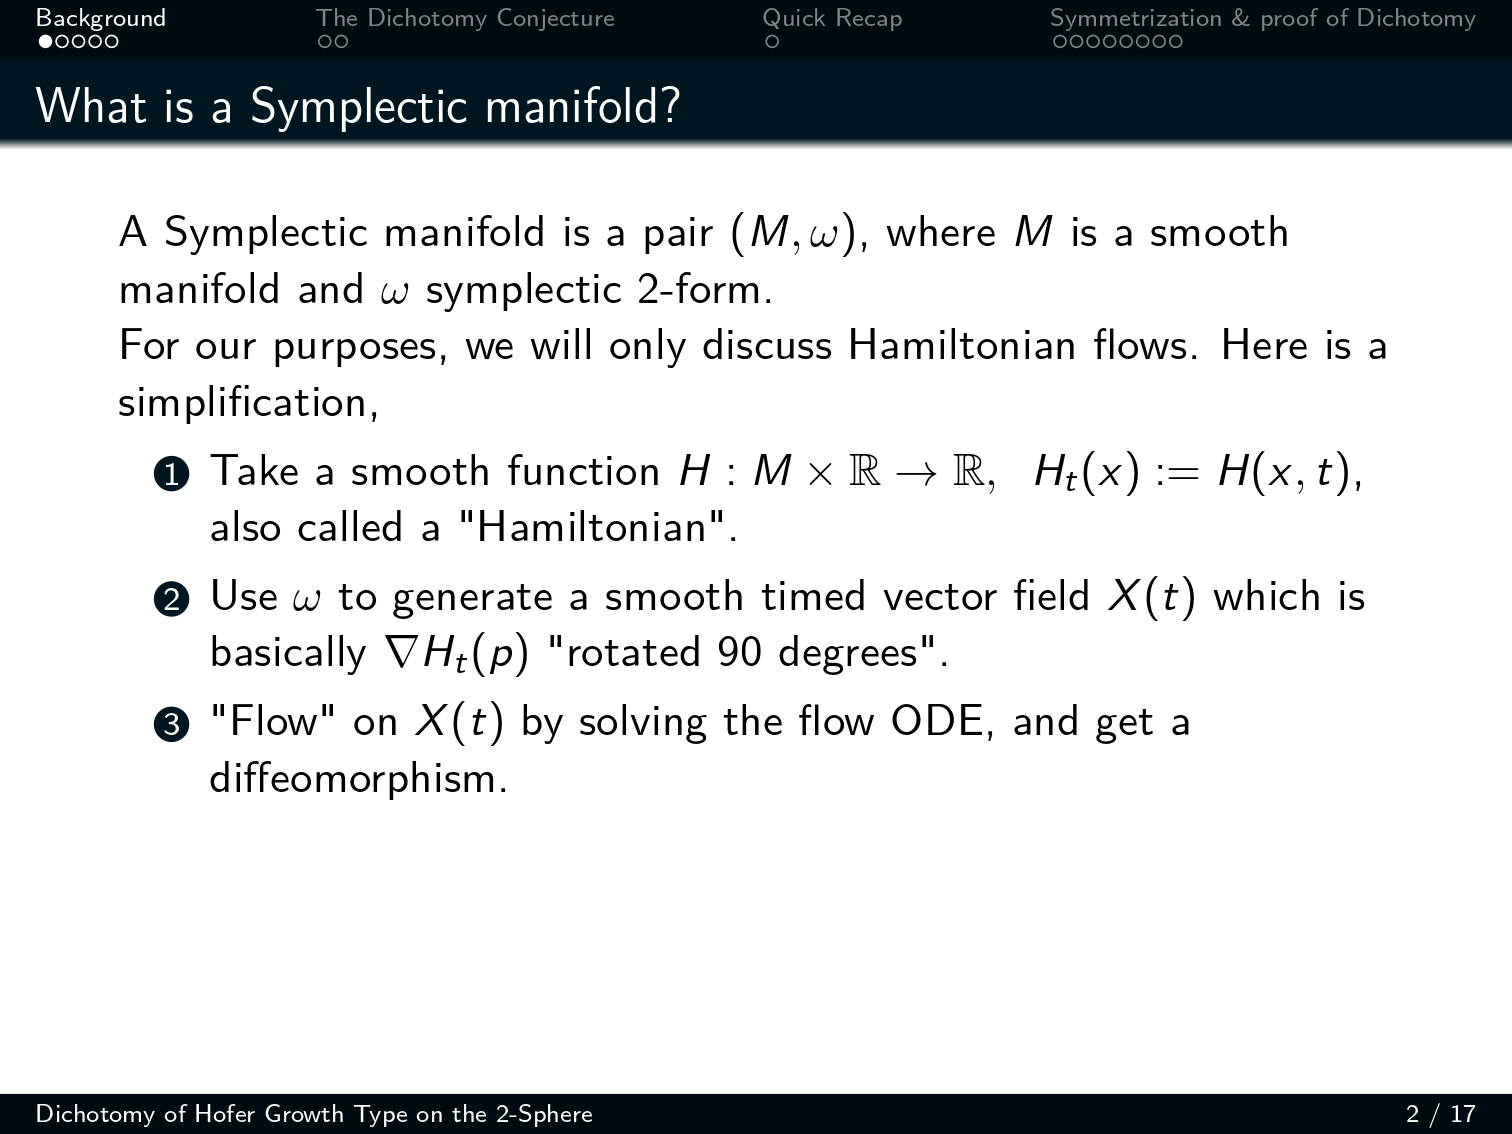 Background
The Dichotomy Conjecture
Quick Recap
Symmetrization & proof of Dichotomy
What is a Symplectic manifold?
A Symplectic manifold is a pair (M, ω), where M is a smooth
manifold and ω symplectic 2-form.
For our purposes, we will only discuss Hamiltonian flows. Here is a
simplification,
1 Take a smooth function H : M × ℝ → ℝ, Hₜ(x) := H(x, t),
also called a "Hamiltonian".
2 Use ω to generate a smooth timed vector field X(t) which is
basically ∇Hₜ(p) "rotated 90 degrees".
3 "Flow" on X(t) by solving the flow ODE, and get a
diffeomorphism.
Dichotomy of Hofer Growth Type on the 2-Sphere
2 / 17